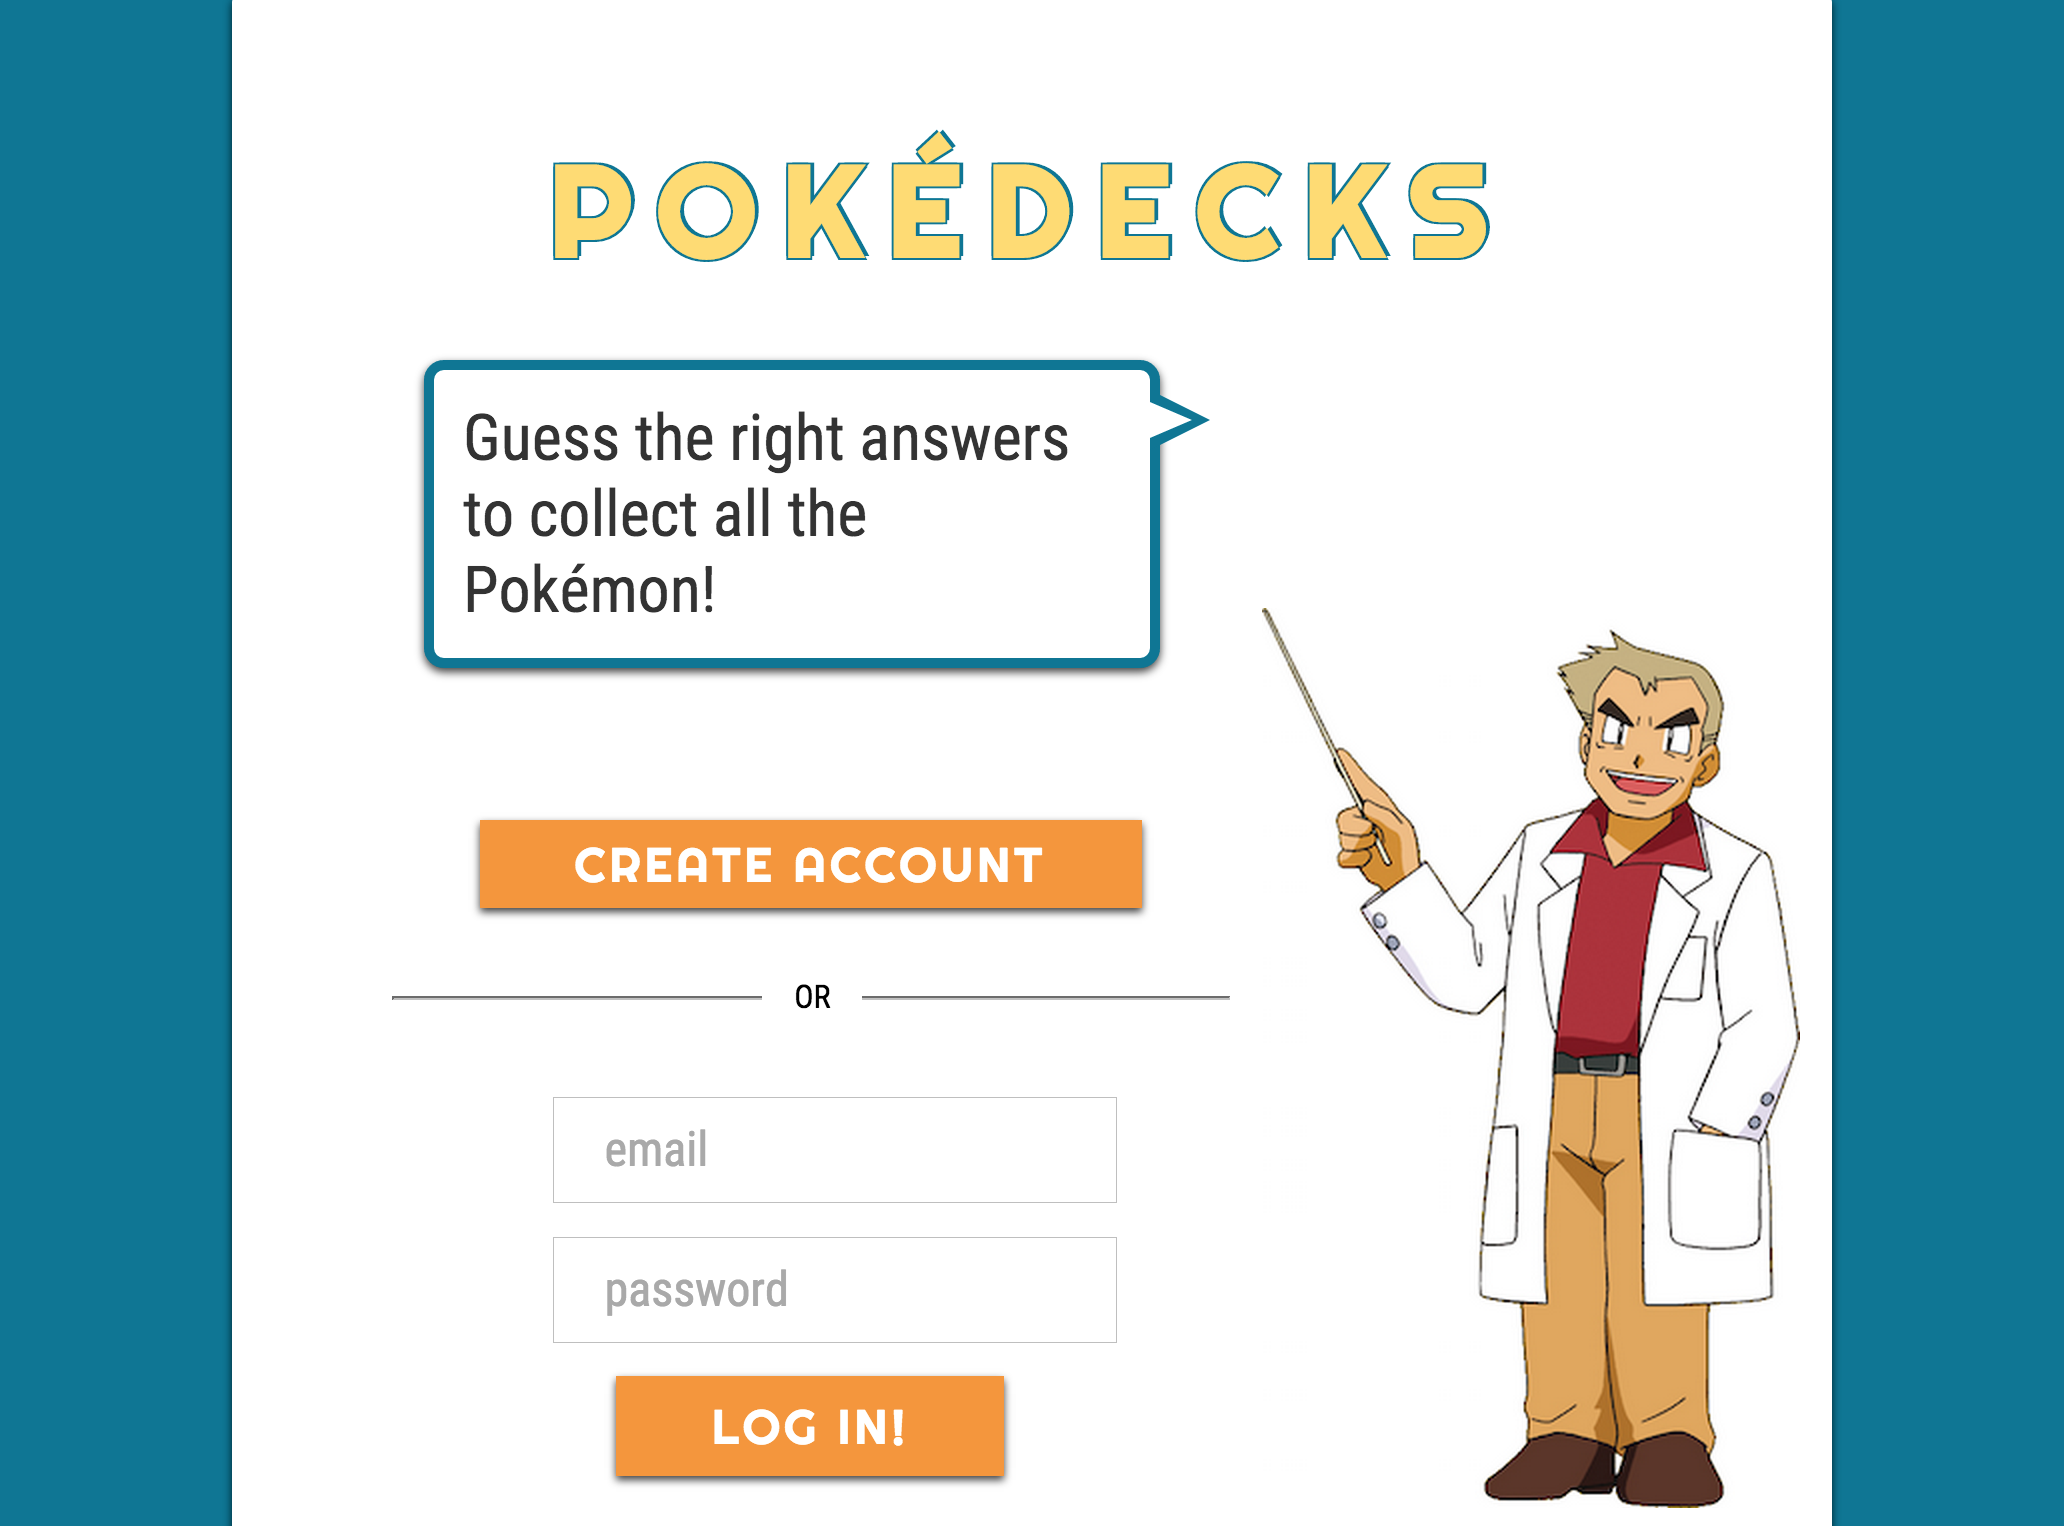 POKÉDECKS
Guess the right answers
to collect all the
Pokémon!
CREATE ACCOUNT
OR
email
password
LOG IN!